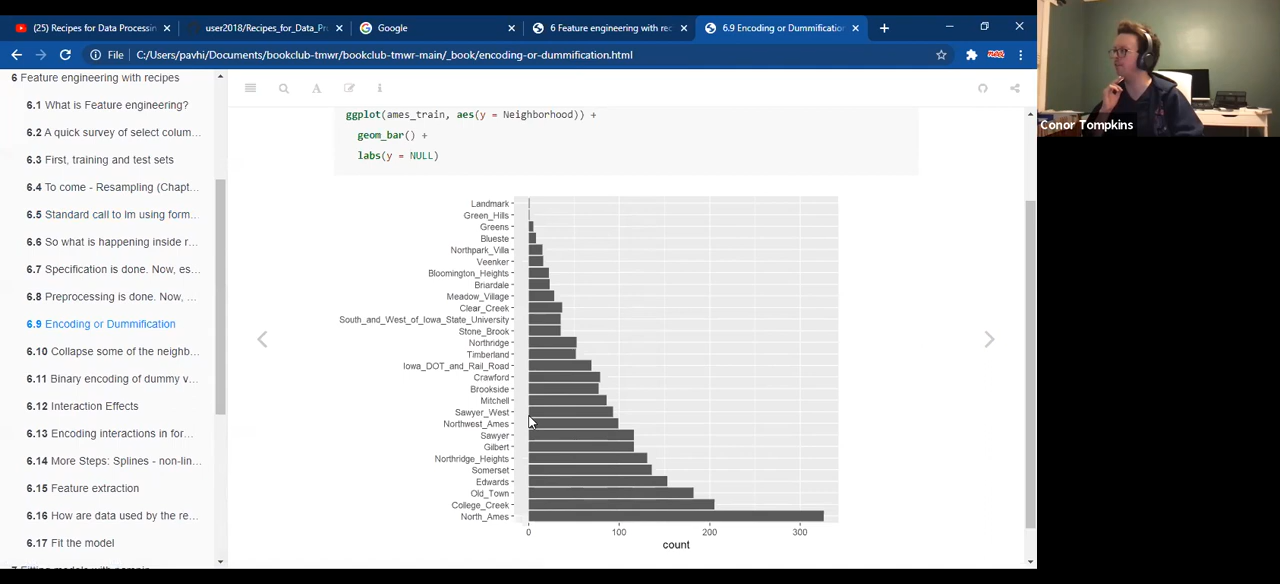 (25) Recipes for Data Processin
user2018/Recipes_for_Data_Pr
Google
6 Feature engineering with rec
6.9 Encoding or Dummification
File
C:/Users/pavhi/Documents/bookclub-tmwr/bookclub-tmwr-main/_book/encoding-or-dummification.html
Conor Tompkins
6 Feature engineering with recipes
6.1 What is Feature engineering?
6.2 A quick survey of select colum...
6.3 First, training and test sets
6.4 To come - Resampling (Chapt...
6.5 Standard call to lm using form...
6.6 So what is happening inside r...
6.7 Specification is done. Now, es...
6.8 Preprocessing is done. Now, ...
6.9 Encoding or Dummification
6.10 Collapse some of the neighb...
6.11 Binary encoding of dummy v...
6.12 Interaction Effects
6.13 Encoding interactions in for...
6.14 More Steps: Splines - non-lin...
6.15 Feature extraction
6.16 How are data used by the re...
6.17 Fit the model
ggplot(ames_train, aes(y = Neighborhood)) +
geom_bar() +
labs(y = NULL)
Landmark
Green_Hills
Greens
Blueste
Northpark_Villa
Veenker
Bloomington_Heights
Briardale
Meadow_Village
Clear_Creek
South_and_West_of_Iowa_State_University
Stone_Brook
Northridge
Timberland
Iowa_DOT_and_Rail_Road
Crawford
Brookside
Mitchell
Sawyer_West
Northwest_Ames
Sawyer
Gilbert
Northridge_Heights
Somerset
Edwards
Old_Town
College_Creek
North_Ames
0 100 200 300
count